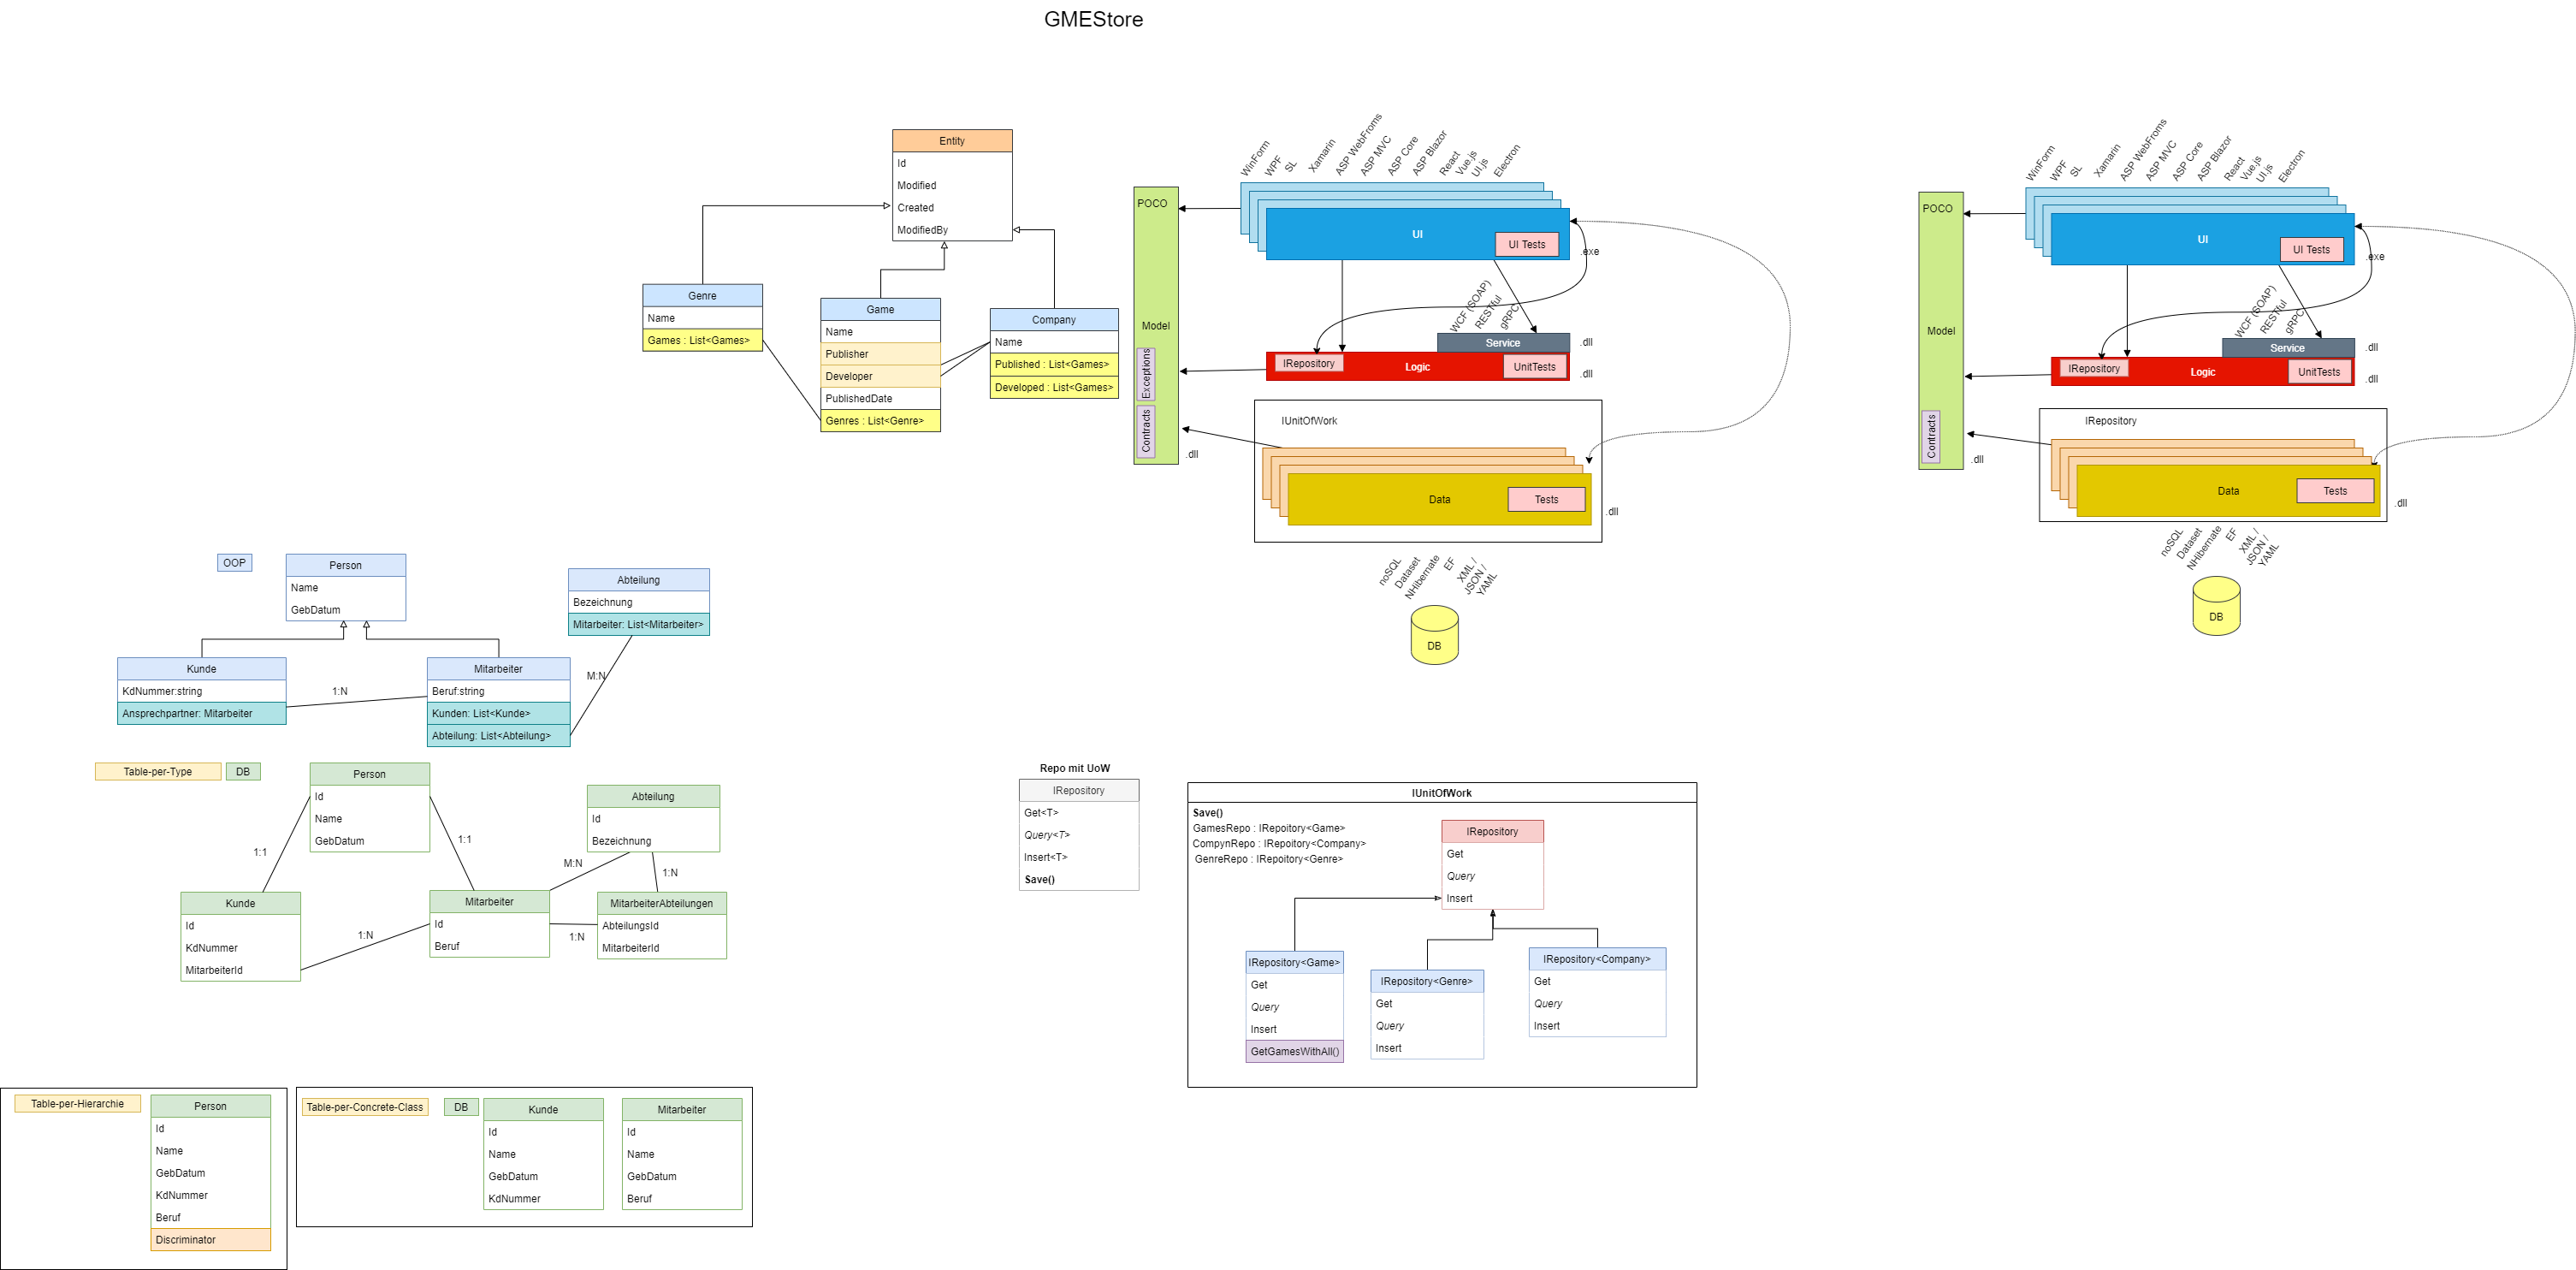 GMEStore
Entity
Id
Modified
Created
ModifiedBy
Genre
Name
Games : List<Games>
Game
Name
Publisher
Developer
PublishedDate
Genres : List<Genre>
Company
Name
Published : List<Games>
Developed : List<Games>
WinForm
WPF
SL
Xamarin
ASP WebFroms
ASP MVC
ASP Core
ASP Blazor
React
Vue.js
UI.js
Electron
POCO
Model
Exceptions
Contracts
.dll
UI
UI Tests
.exe
WCF (SOAP)
RESTful
gRPC
Service
.dll
IRepository
Logic
UnitTests
.dll
IUnitOfWork
Data
Tests
.dll
noSQL
Dataset
NHibernate
EF
XML /
JSON /
YAML
DB
WinForm
WPF
SL
Xamarin
ASP WebFroms
ASP MVC
ASP Core
ASP Blazor
React
Vue.js
UI.js
Electron
POCO
Model
Contracts
.dll
UI
UI Tests
.exe
WCF (SOAP)
RESTful
gRPC
Service
.dll
IRepository
Logic
UnitTests
.dll
IRepository
Data
Tests
.dll
noSQL
Dataset
NHibernate
EF
XML /
JSON /
YAML
DB
OOP
Person
Name
GebDatum
Abteilung
Bezeichnung
Mitarbeiter: List<Mitarbeiter>
Kunde
KdNummer:string
Ansprechpartner: Mitarbeiter
1:N
Mitarbeiter
Beruf:string
Kunden: List<Kunde>
Abteilung: List<Abteilung>
M:N
Table-per-Type
DB
Person
Id
Name
GebDatum
Abteilung
Id
Bezeichnung
1:1
1:1
M:N
1:N
Kunde
Id
KdNummer
MitarbeiterId
1:N
Mitarbeiter
Id
Beruf
1:N
MitarbeiterAbteilungen
AbteilungsId
MitarbeiterId
Repo mit UoW
IRepository
Get<T>
Query<T>
Insert<T>
Save()
IUnitOfWork
Save()
GamesRepo : IRepoitory<Game>
CompynRepo : IRepoitory<Company>
GenreRepo : IRepoitory<Genre>
IRepository
Get
Query
Insert
IRepository<Game>
Get
Query
Insert
GetGamesWithAll()
IRepository<Genre>
Get
Query
Insert
IRepository<Company>
Get
Query
Insert
Table-per-Hierarchie
Person
Id
Name
GebDatum
KdNummer
Beruf
Discriminator
Table-per-Concrete-Class
DB
Kunde
Id
Name
GebDatum
KdNummer
Mitarbeiter
Id
Name
GebDatum
Beruf